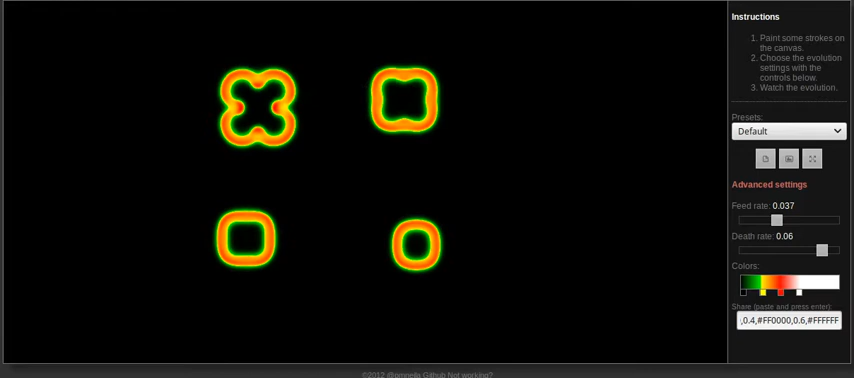 Instructions
1. Paint some strokes on
the canvas.
2. Choose the evolution
settings with the
controls below.
3. Watch the evolution.
Presets:
Default
Advanced settings
Feed rate: 0.037
Death rate: 0.06
Colors:
Share (paste and press enter):
,0.4,#FF0000,0.6,#FFFFFF
©2012 @pmneila Github Not working?